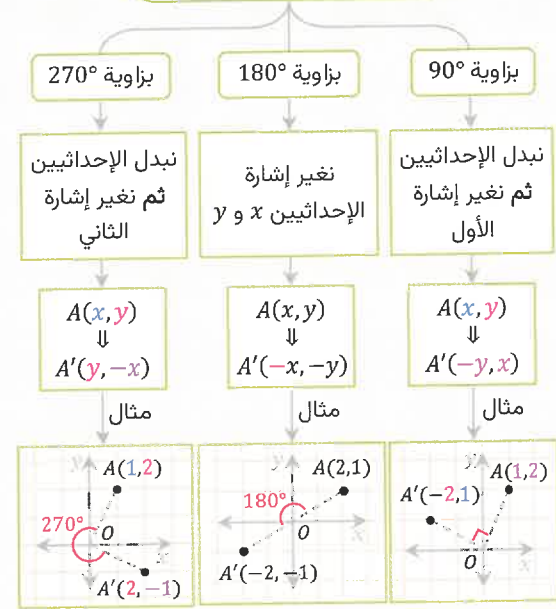 بزاوية 90°
نبدل الإحداثيين
ثم نغير إشارة
الأول
A(x,y)
⇓
A′(−y,x)
مثال
y
A(1,2)
A′(−2,1)
O
x
بزاوية 180°
نغير إشارة
الإحداثيين x و y
A(x,y)
⇓
A′(−x,−y)
مثال
y
A(2,1)
180°
O
x
A′(−2,−1)
بزاوية 270°
نبدل الإحداثيين
ثم نغير إشارة
الثاني
A(x,y)
⇓
A′(y,−x)
مثال
y
A(1,2)
270°
O
x
A′(2,−1)